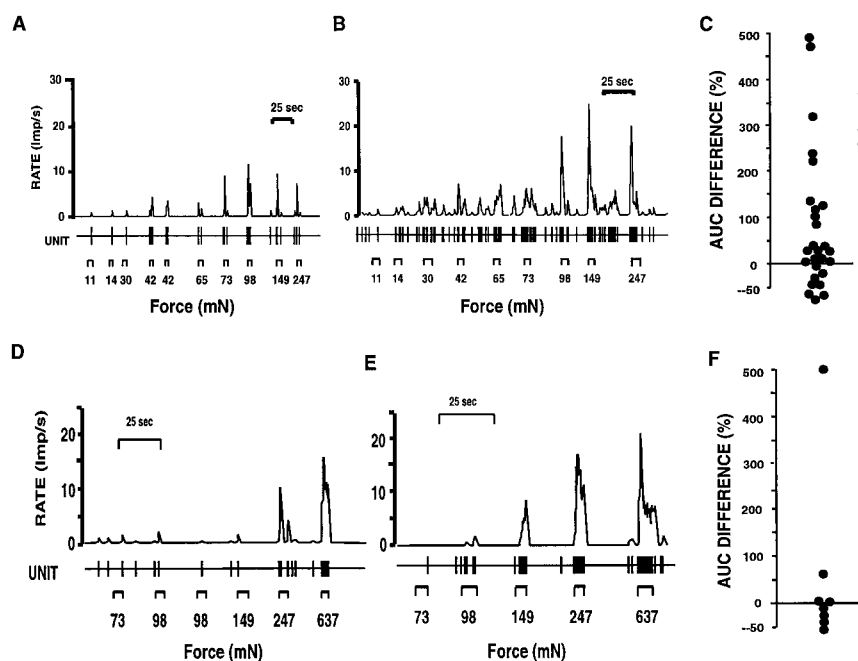 A
RATE (Imp/s)
30
20
10
0
25 sec
UNIT
11 14 30 42 42 65 73 98 149 247
Force (mN)
B
30
20
10
0
25 sec
11 14 30 42 65 73 98 149 247
Force (mN)
C
AUC DIFFERENCE (%)
500
400
300
200
100
0
--50
D
RATE (Imp/s)
20
10
0
25 sec
UNIT
73 98 98 149 247 637
Force (mN)
E
20
10
0
25 sec
73 98 149 247 637
Force (mN)
F
AUC DIFFERENCE (%)
500
400
300
200
100
0
--50